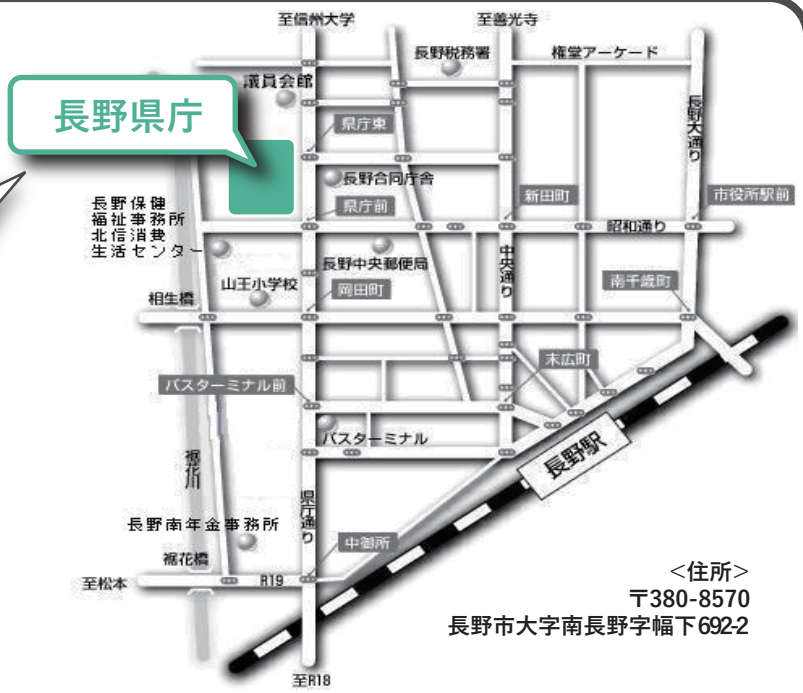 至信州大学
至善光寺
長野税務署
権堂アーケード
議員会館
長野県庁
県庁東
長野大通り
長野合同庁舎
長野保健
福祉事務所
北信消費
生活センター
県庁前
新田町
市役所駅前
昭和通り
長野中央郵便局
中央通り
山王小学校
岡田町
南千歳町
相生橋
バスターミナル前
末広町
バスターミナル
長野駅
裾花川
県庁通り
長野南年金事務所
中御所
裾花橋
至松本
R19
至R18
<住所>
〒380-8570
長野市大字南長野字幅下692-2